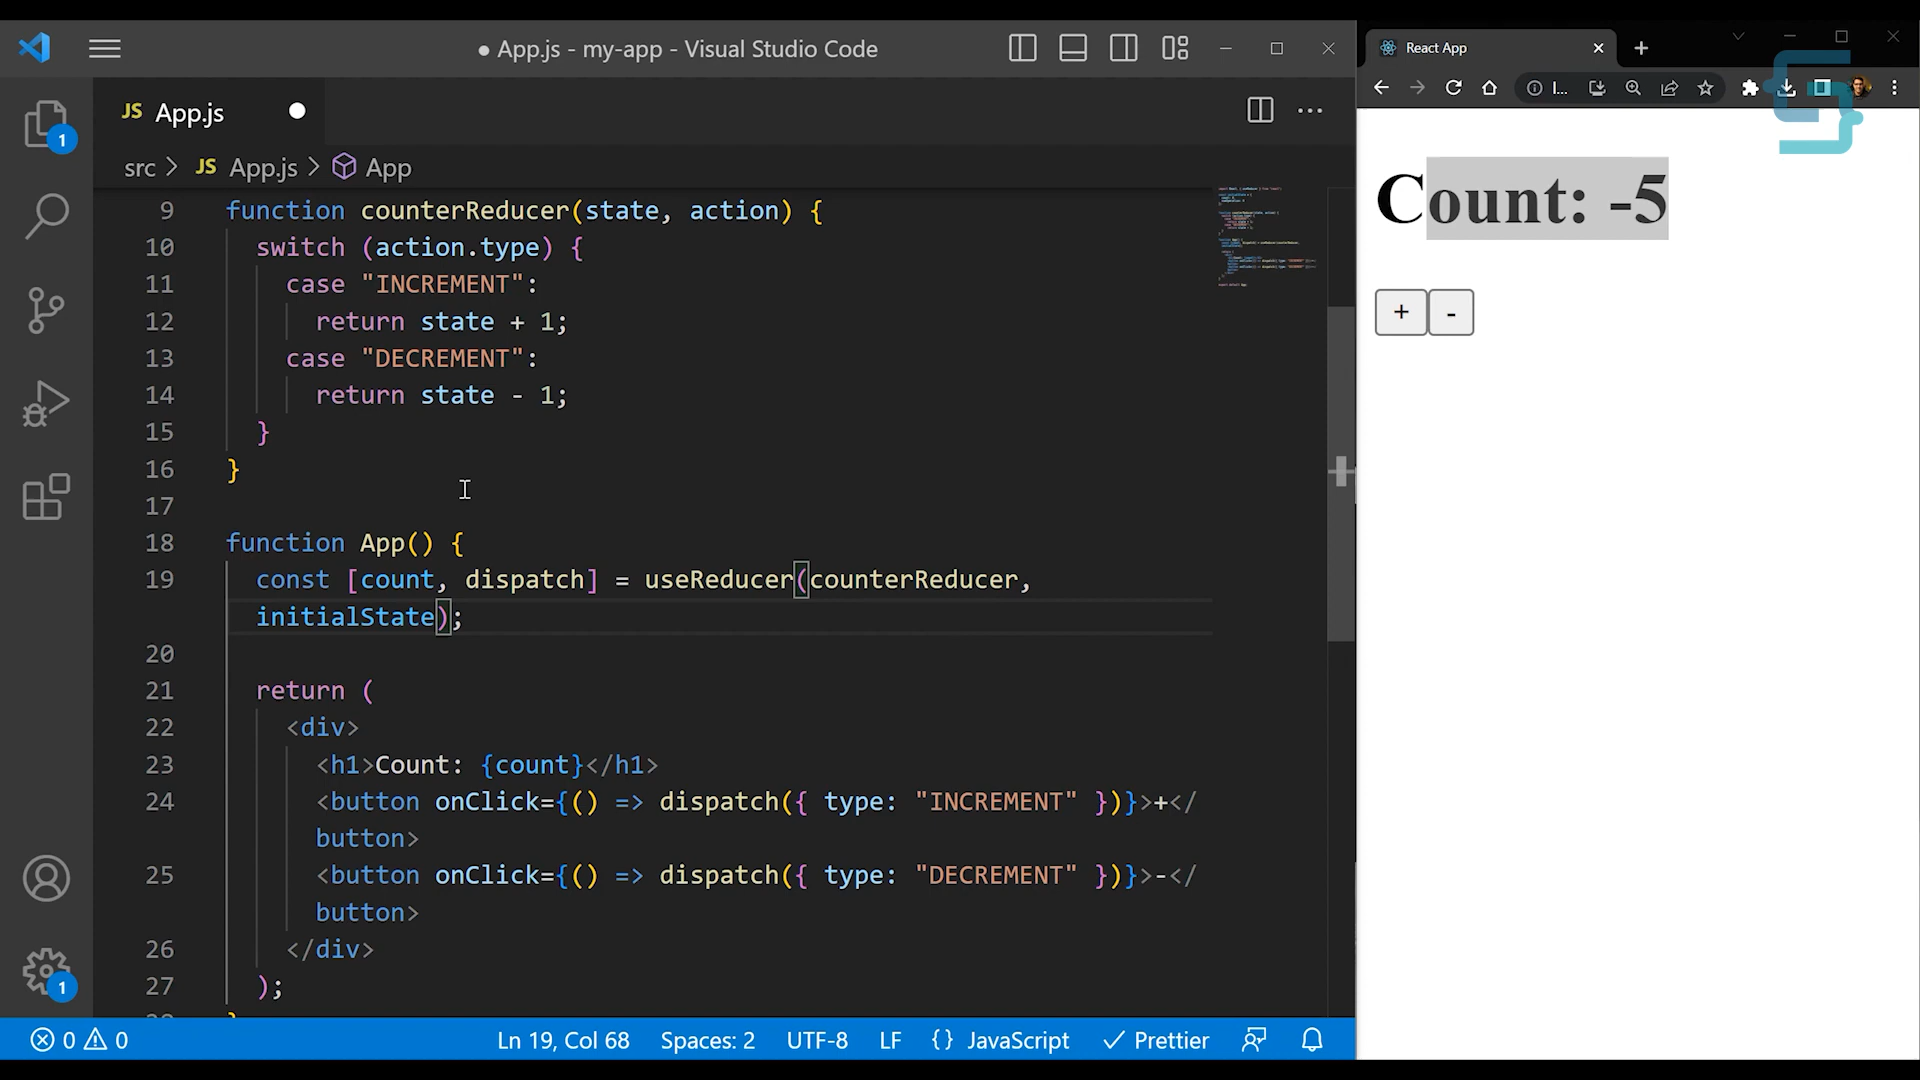 ● App.js - my-app - Visual Studio Code
JS App.js
src > JS App.js > App
9 function counterReducer(state, action) {
10 switch (action.type) {
11 case "INCREMENT":
12 return state + 1;
13 case "DECREMENT":
14 return state - 1;
15 }
16 }
17
18 function App() {
19 const [count, dispatch] = useReducer(counterReducer,
initialState);
20
21 return (
22 <div>
23 <h1>Count: {count}</h1>
24 <button onClick={() => dispatch({ type: "INCREMENT" })}>+</
button>
25 <button onClick={() => dispatch({ type: "DECREMENT" })}>-</
button>
26 </div>
27 );
1
1
0 0
Ln 19, Col 68
Spaces: 2
UTF-8
LF
{} JavaScript
✓ Prettier
React App
Count: -5
+
-